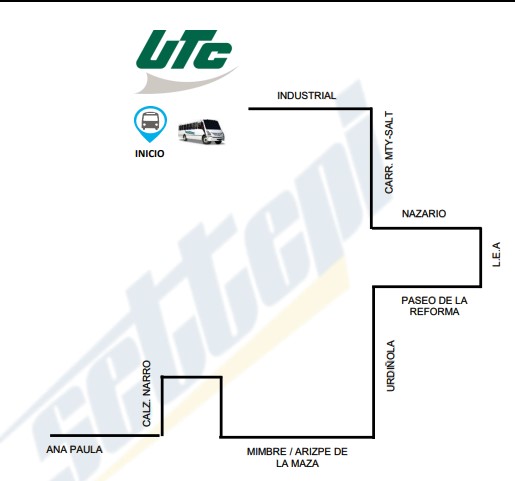 UTC
INDUSTRIAL
INICIO
CARR. MTY-SALT
NAZARIO
L.E.A
PASEO DE LA
REFORMA
URDIÑOLA
CALZ. NARRO
ANA PAULA
MIMBRE / ARIZPE DE
LA MAZA
settepi